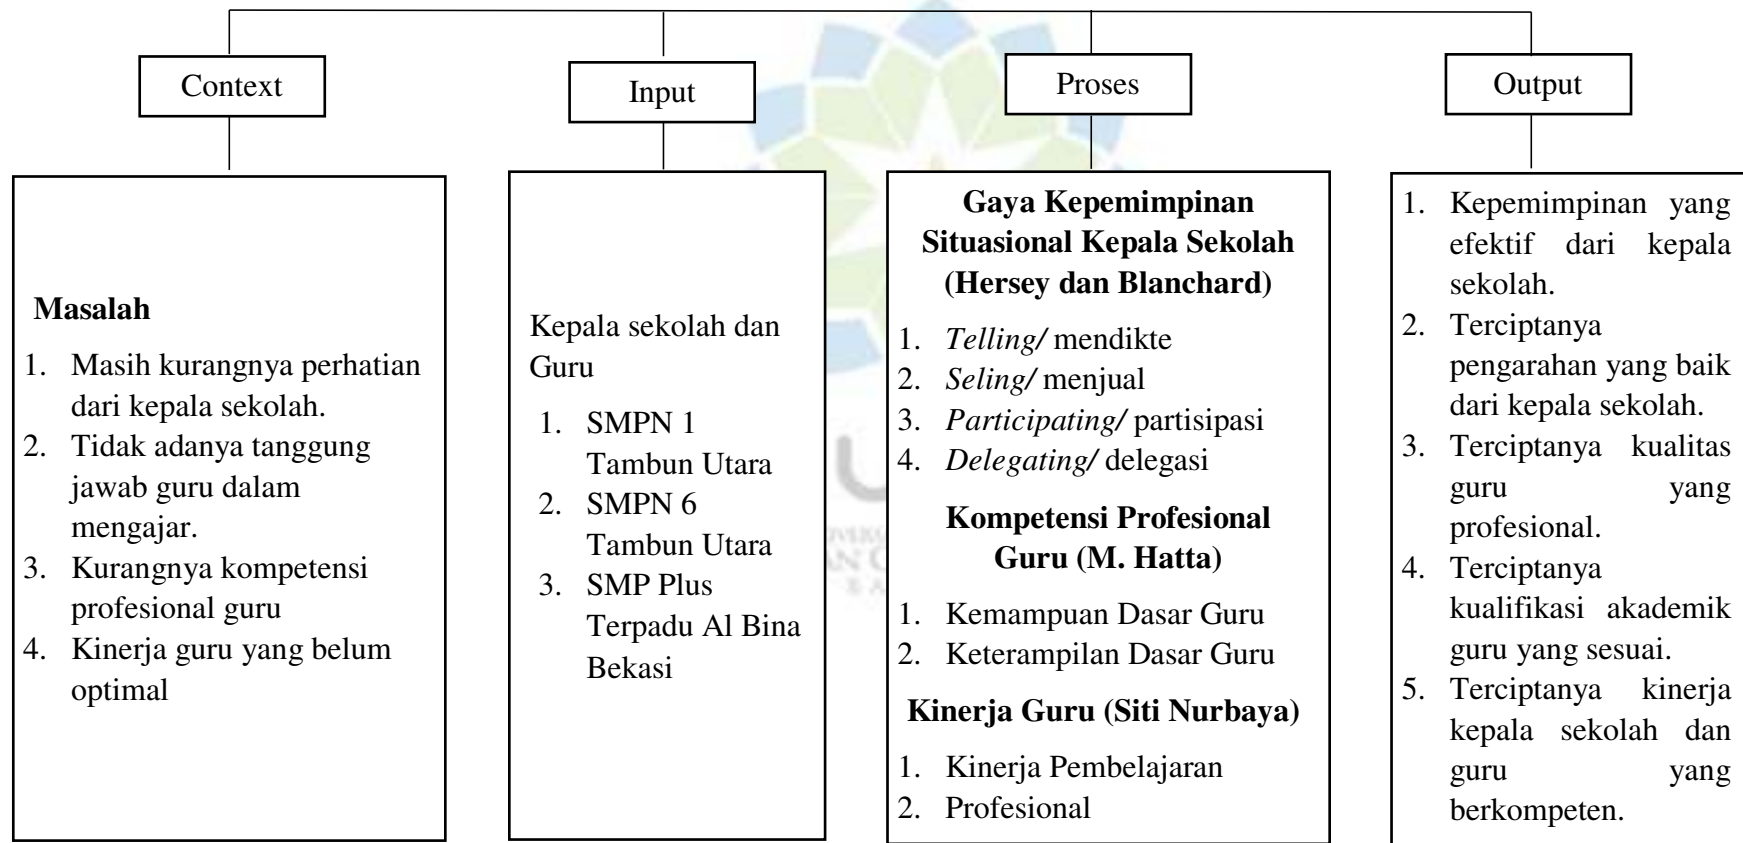 Context
Input
Proses
Output
Masalah
1. Masih kurangnya perhatian
dari kepala sekolah.
2. Tidak adanya tanggung
jawab guru dalam
mengajar.
3. Kurangnya kompetensi
profesional guru
4. Kinerja guru yang belum
optimal
Kepala sekolah dan
Guru
1. SMPN 1
Tambun Utara
2. SMPN 6
Tambun Utara
3. SMP Plus
Terpadu Al Bina
Bekasi
Gaya Kepemimpinan
Situasional Kepala Sekolah
(Hersey dan Blanchard)
1. Telling/ mendikte
2. Seling/ menjual
3. Participating/ partisipasi
4. Delegating/ delegasi
Kompetensi Profesional
Guru (M. Hatta)
1. Kemampuan Dasar Guru
2. Keterampilan Dasar Guru
Kinerja Guru (Siti Nurbaya)
1. Kinerja Pembelajaran
2. Profesional
1. Kepemimpinan yang
efektif dari kepala
sekolah.
2. Terciptanya
pengarahan yang baik
dari kepala sekolah.
3. Terciptanya kualitas
guru yang
profesional.
4. Terciptanya
kualifikasi akademik
guru yang sesuai.
5. Terciptanya kinerja
kepala sekolah dan
guru yang
berkompeten.